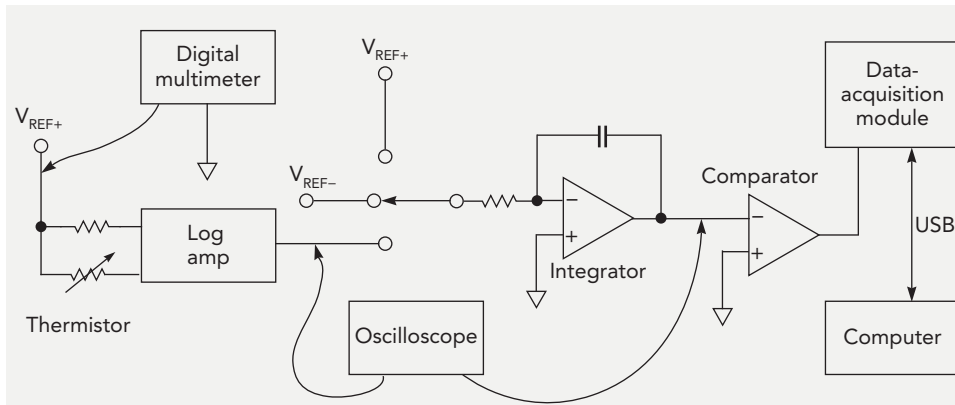 Digital
multimeter
V_REF+
V_REF+
V_REF−
Log
amp
Thermistor
−
+
Integrator
Oscilloscope
Comparator
−
+
Data-
acquisition
module
USB
Computer